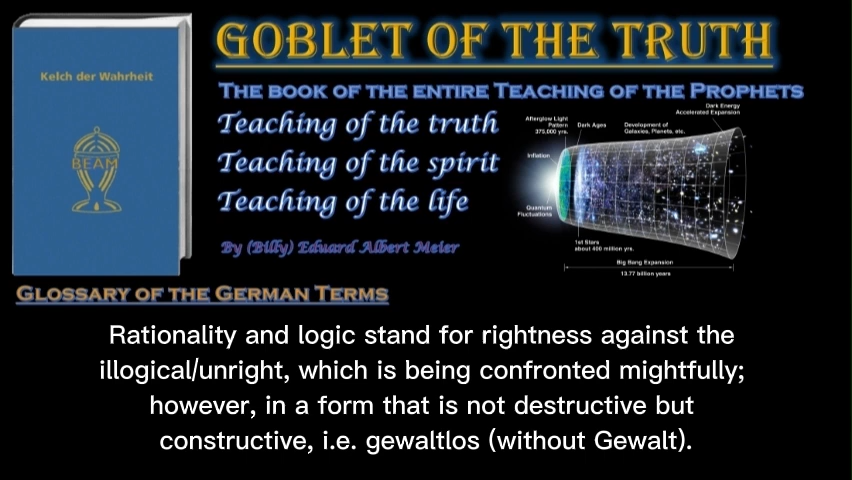 GOBLET OF THE TRUTH
Kelch der Wahrheit
BEAM
THE BOOK OF THE ENTIRE TEACHING OF THE PROPHETS
Teaching of the truth
Teaching of the spirit
Teaching of the life
By (Billy) Eduard Albert Meier
Dark Energy
Accelerated Expansion
Afterglow Light
Pattern
375,000 yrs.
Dark Ages
Development of
Galaxies, Planets, etc.
Inflation
Quantum
Fluctuations
1st Stars
about 400 million yrs.
Big Bang Expansion
13.77 billion years
GLOSSARY OF THE GERMAN TERMS
Rationality and logic stand for rightness against the
illogical/unright, which is being confronted mightfully;
however, in a form that is not destructive but
constructive, i.e. gewaltlos (without Gewalt).